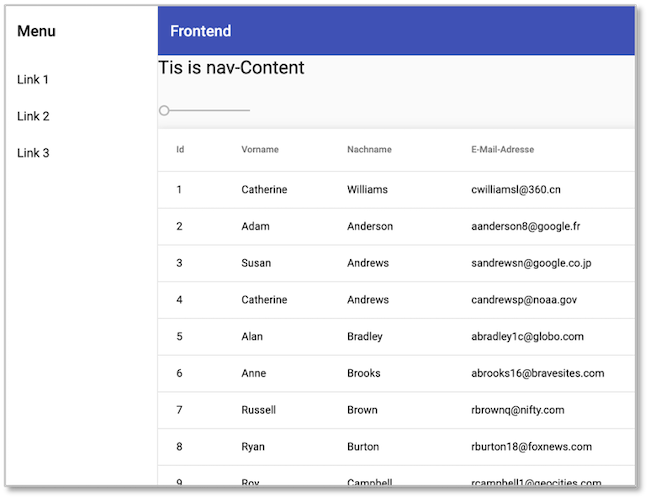 Menu
Frontend
Link 1
Link 2
Link 3
Tis is nav-Content
Id Vorname Nachname E-Mail-Adresse
1 Catherine Williams cwilliamsl@360.cn
2 Adam Anderson aanderson8@google.fr
3 Susan Andrews sandrewsn@google.co.jp
4 Catherine Andrews candrewsp@noaa.gov
5 Alan Bradley abradley1c@globo.com
6 Anne Brooks abrooks16@bravesites.com
7 Russell Brown rbrownq@nifty.com
8 Ryan Burton rburton18@foxnews.com
9 Roy Campbell rcampbell1@geocities.com